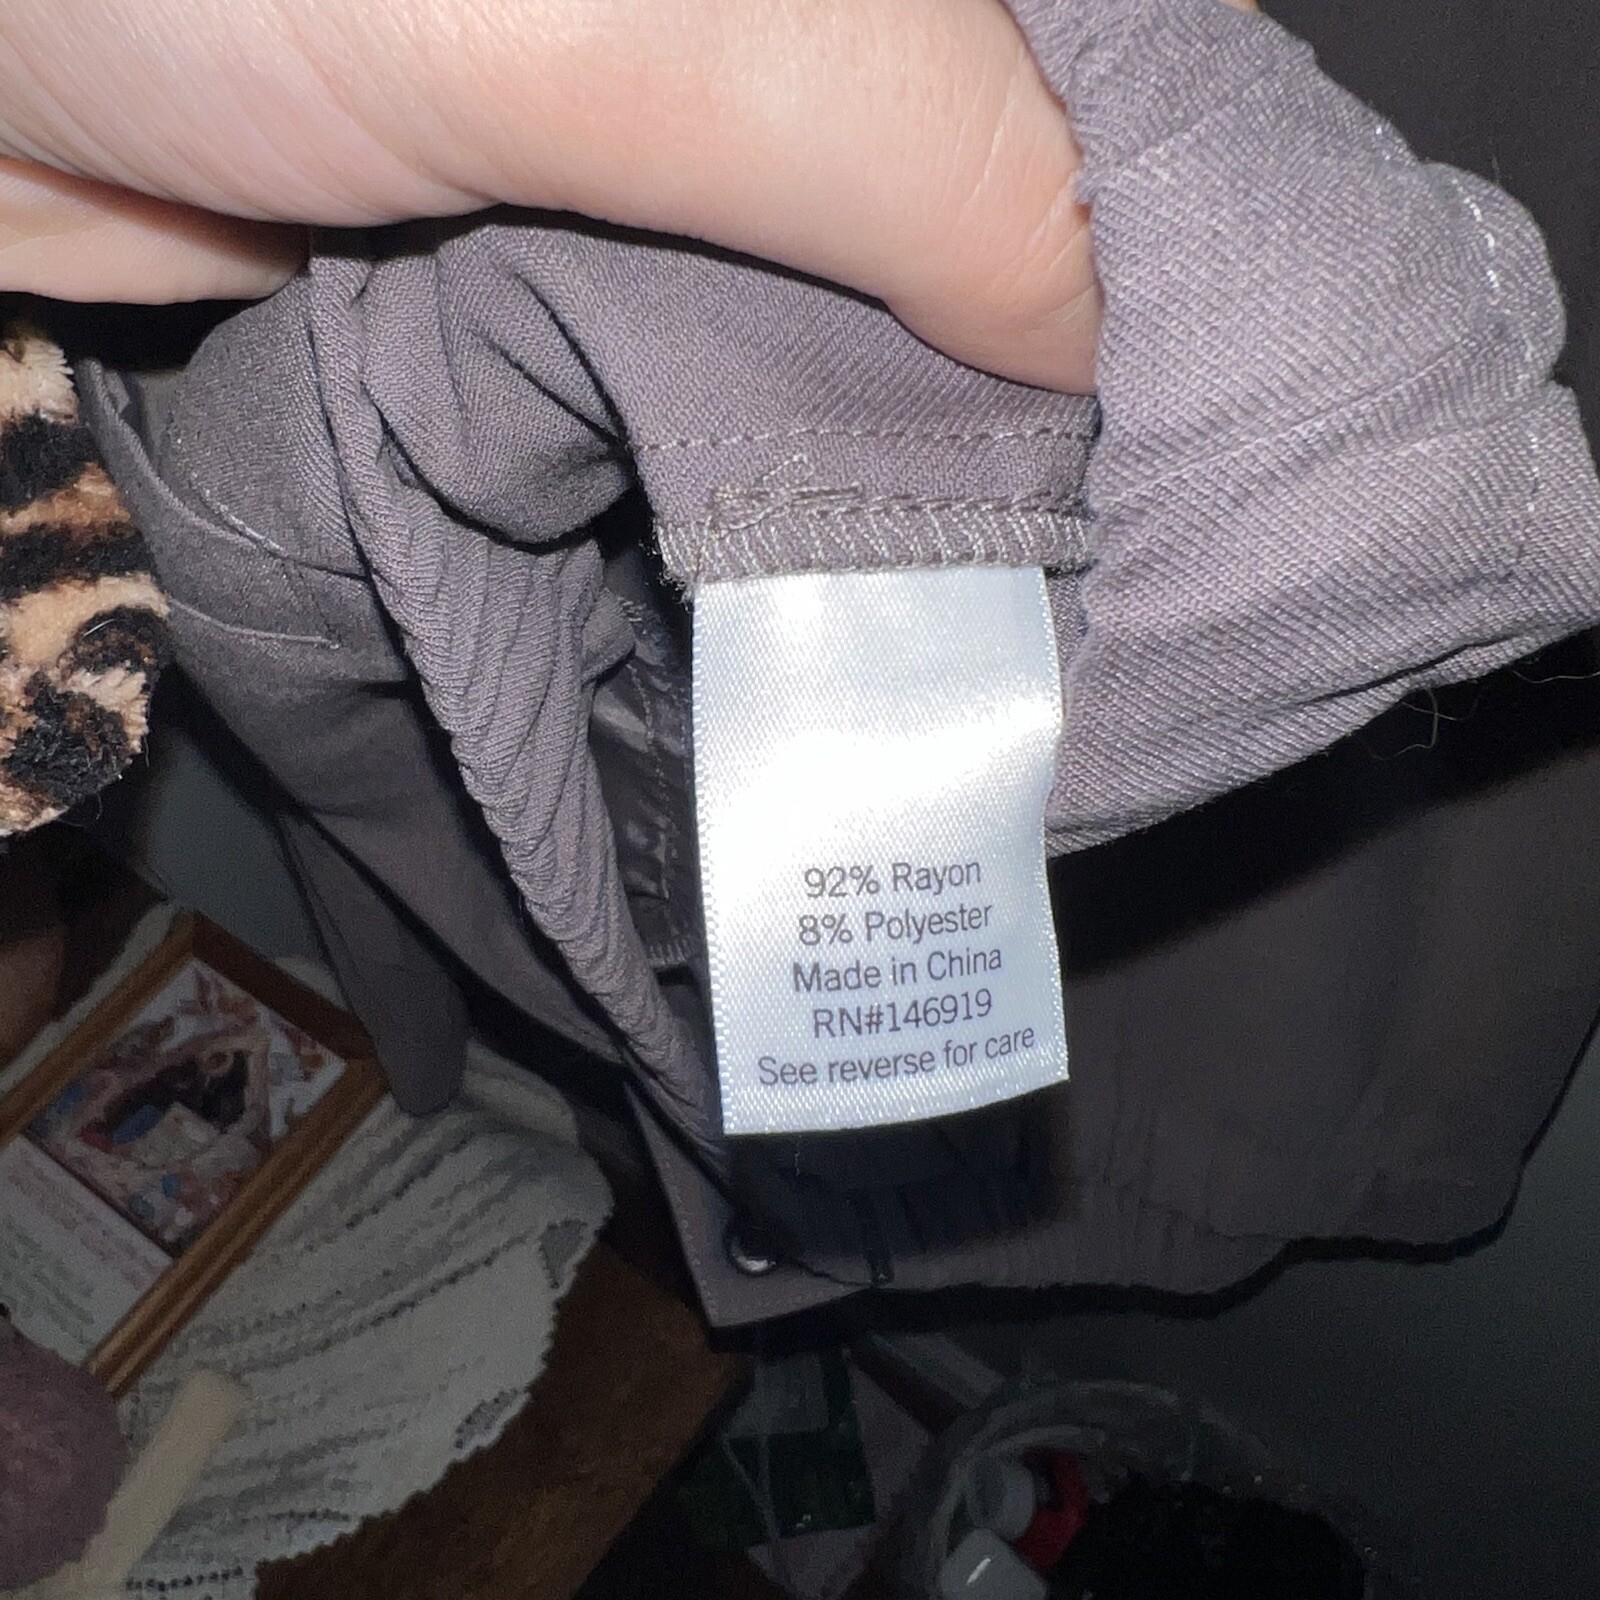 92% Rayon
8% Polyester
Made in China
RN#146919
See reverse for care